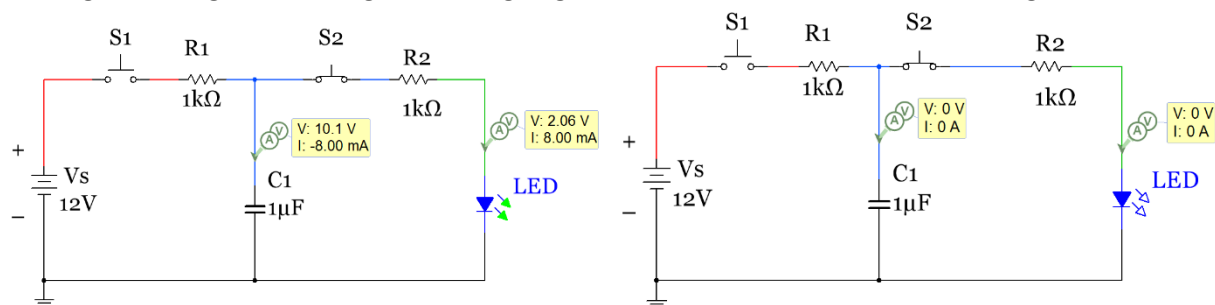 S1
R1
1kΩ
S2
R2
1kΩ
V: 10.1 V
I: -8.00 mA
V: 2.06 V
I: 8.00 mA
+
Vs
12V
−
C1
1µF
LED
A V
A V
S1
R1
1kΩ
S2
R2
1kΩ
V: 0 V
I: 0 A
V: 0 V
I: 0 A
+
Vs
12V
−
C1
1µF
LED
A V
A V